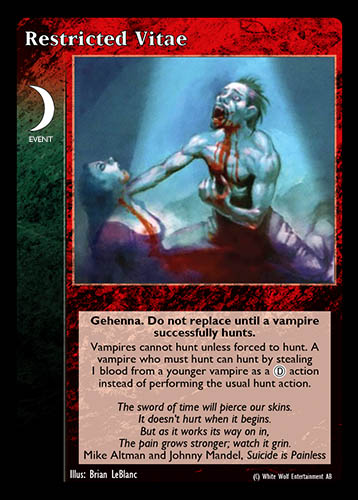 Restricted Vitae
EVENT
Gehenna. Do not replace until a vampire
successfully hunts.
Vampires cannot hunt unless forced to hunt. A
vampire who must hunt can hunt by stealing
1 blood from a younger vampire as a Ⓓ action
instead of performing the usual hunt action.
The sword of time will pierce our skins.
It doesn't hurt when it begins.
But as it works its way on in,
The pain grows stronger; watch it grin.
Mike Altman and Johnny Mandel, Suicide is Painless
Illus: Brian LeBlanc
(C) White Wolf Entertainment AB